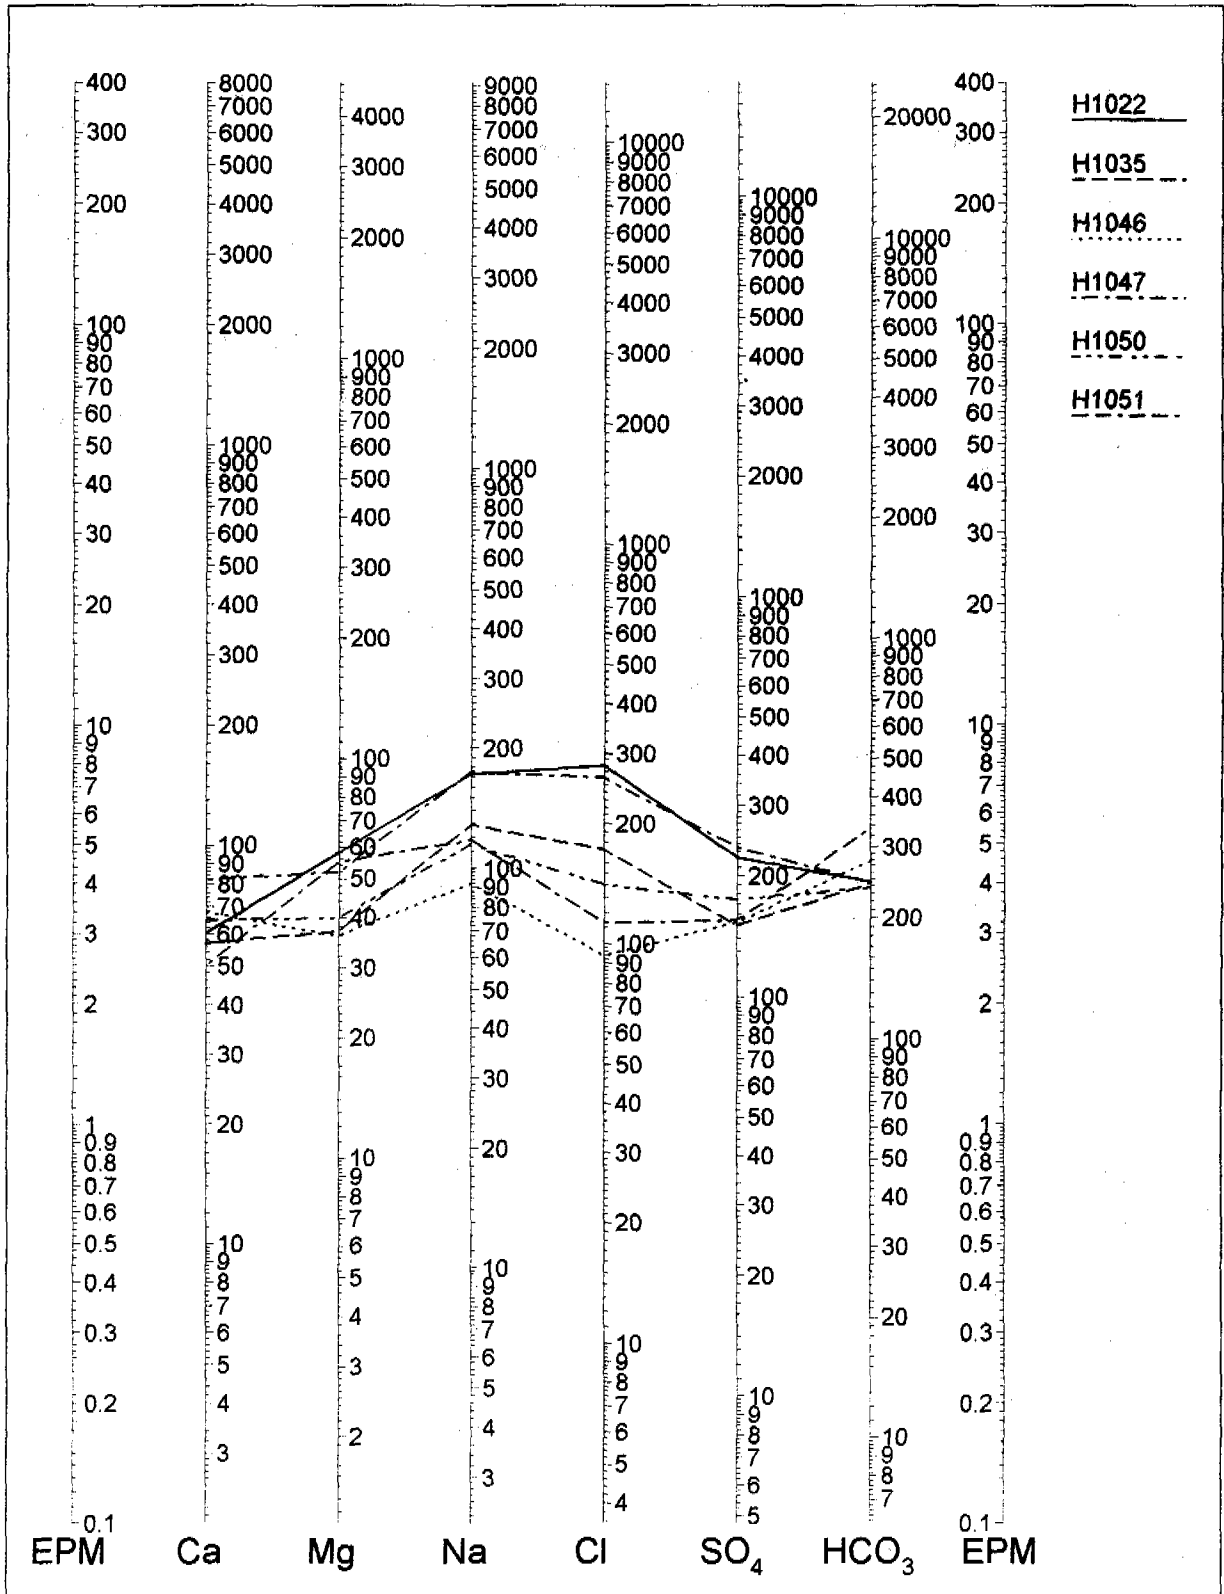 400 300 200 100 90 80 70 60 50 40 30 20 10 9 8 7 6 5 4 3 2 1 0.9 0.8 0.7 0.6 0.5 0.4 0.3 0.2 0.1
8000 7000 6000 5000 4000 3000 2000 1000 900 800 700 600 500 400 300 200 100 90 80 70 60 50 40 30 20 10 9 8 7 6 5 4 3
4000 3000 2000 1000 900 800 700 600 500 400 300 200 100 90 80 70 60 50 40 30 20 10 9 8 7 6 5 4 3 2
9000 8000 7000 6000 5000 4000 3000 2000 1000 900 800 700 600 500 400 300 200 100 90 80 70 60 50 40 30 20 10 9 8 7 6 5 4 3
10000 9000 8000 7000 6000 5000 4000 3000 2000 1000 900 800 700 600 500 400 300 200 100 90 80 70 60 50 40 30 20 10 9 8 7 6 5 4
10000 9000 8000 7000 6000 5000 4000 3000 2000 1000 900 800 700 600 500 400 300 200 100 90 80 70 60 50 40 30 20 10 9 8 7 6 5
20000 10000 9000 8000 7000 6000 5000 4000 3000 2000 1000 900 800 700 600 500 400 300 200 100 90 80 70 60 50 40 30 20 10 9 8 7
400 300 200 100 90 80 70 60 50 40 30 20 10 9 8 7 6 5 4 3 2 1 0.9 0.8 0.7 0.6 0.5 0.4 0.3 0.2 0.1
EPM Ca Mg Na Cl SO₄ HCO₃ EPM
H1022
H1035
H1046
H1047
H1050
H1051